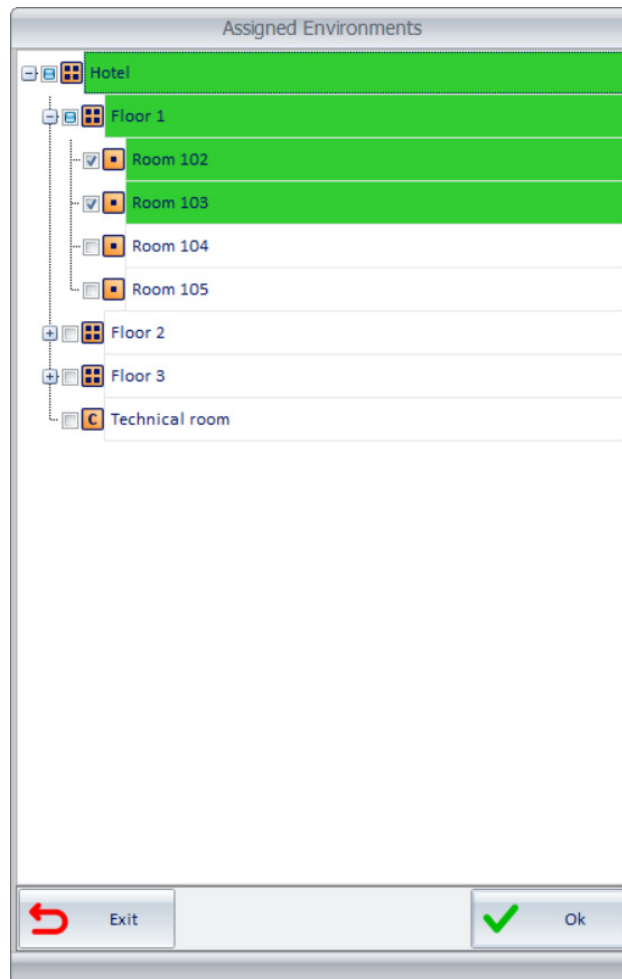 Assigned Environments
Hotel
Floor 1
Room 102
Room 103
Room 104
Room 105
Floor 2
Floor 3
C Technical room
Exit
Ok